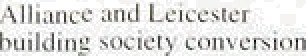 Alliance and Leicester
building society conversion